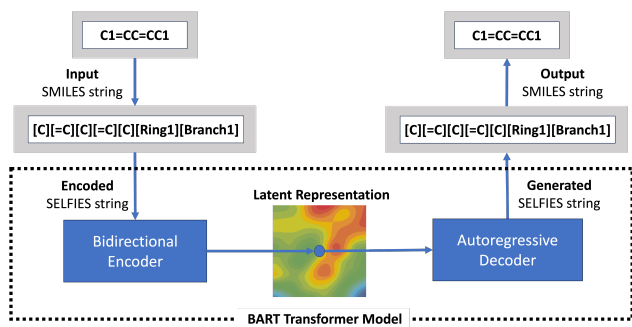 C1=CC=CC1
Input
SMILES string
[C][=C][C][=C][C][Ring1][Branch1]
Encoded
SELFIES string
Bidirectional
Encoder
Latent Representation
C1=CC=CC1
Output
SMILES string
[C][=C][C][=C][C][Ring1][Branch1]
Generated
SELFIES string
Autoregressive
Decoder
BART Transformer Model